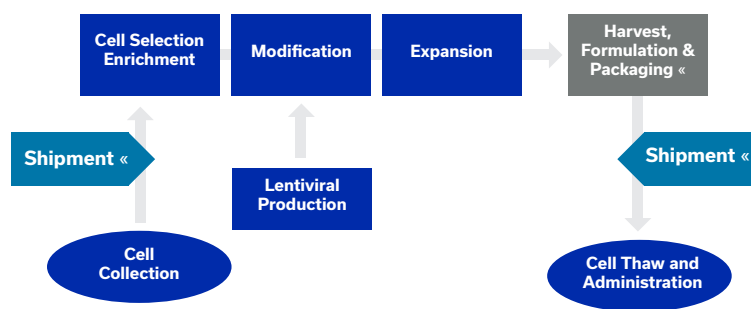 Cell Selection
Enrichment
Modification
Expansion
Harvest,
Formulation &
Packaging «
Shipment «
Lentiviral
Production
Shipment «
Cell
Collection
Cell Thaw and
Administration